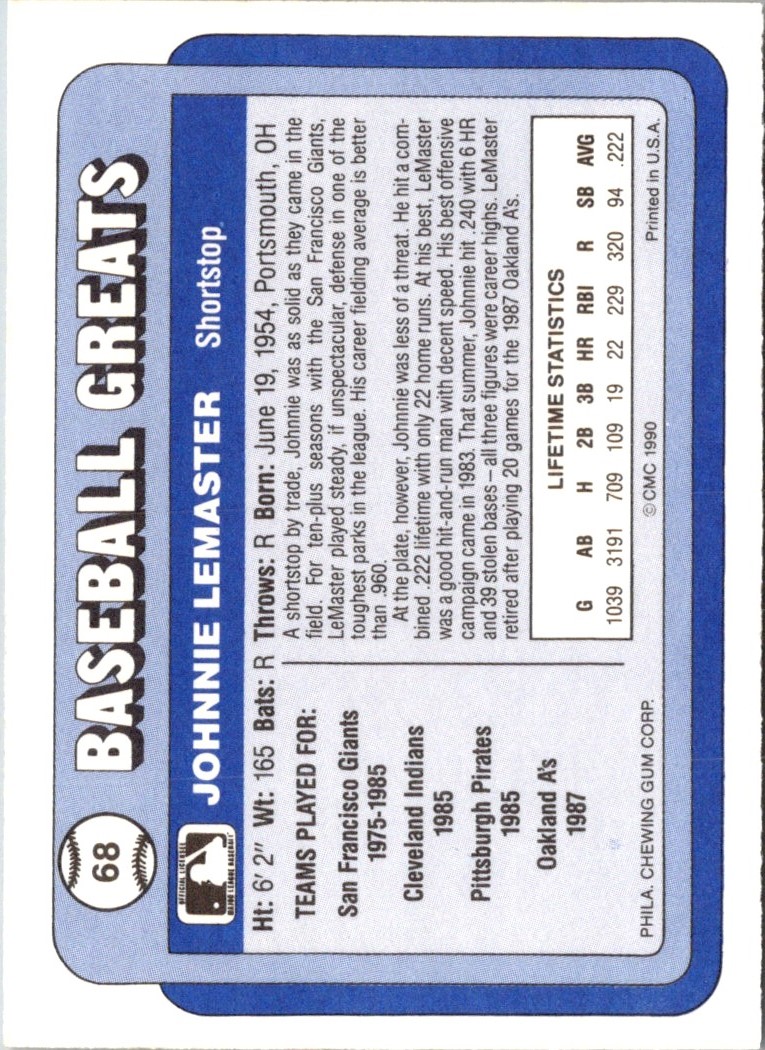 68
BASEBALL GREATS
OFFICIAL LICENSEE
MAJOR LEAGUE BASEBALL
JOHNNIE LEMASTER Shortstop
Ht: 6' 2" Wt: 165 Bats: R Throws: R Born: June 19, 1954, Portsmouth, OH
TEAMS PLAYED FOR:
San Francisco Giants
1975-1985
Cleveland Indians
1985
Pittsburgh Pirates
1985
Oakland A's
1987
A shortstop by trade, Johnnie was as solid as they came in the
field. For ten-plus seasons with the San Francisco Giants,
LeMaster played steady, if unspectacular, defense in one of the
toughest parks in the league. His career fielding average is better
than .960.
At the plate, however, Johnnie was less of a threat. He hit a com-
bined .222 lifetime with only 22 home runs. At his best, LeMaster
was a good hit-and-run man with decent speed. His best offensive
campaign came in 1983. That summer, Johnnie hit .240 with 6 HR
and 39 stolen bases – all three figures were career highs. LeMaster
retired after playing 20 games for the 1987 Oakland A's.
LIFETIME STATISTICS
G AB H 2B 3B HR RBI R SB AVG
1039 3191 709 109 19 22 229 320 94 .222
PHILA. CHEWING GUM CORP. © CMC 1990 Printed in U.S.A.